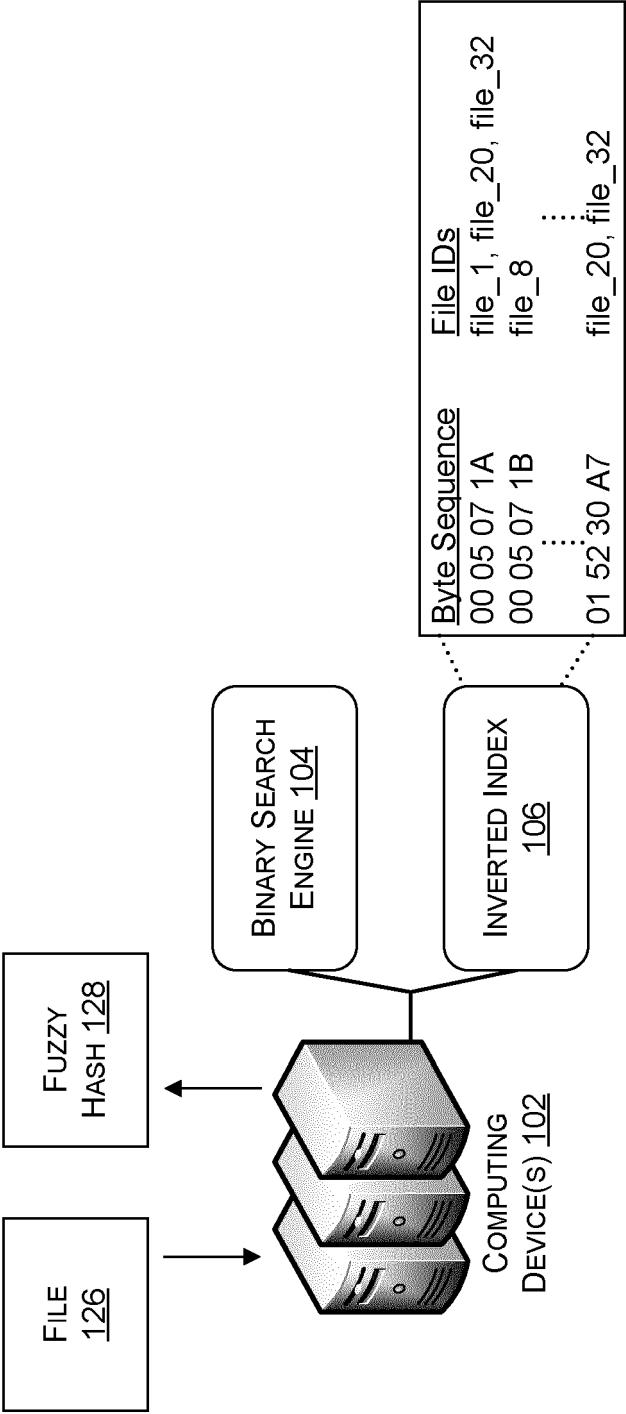 FILE
126
FUZZY
HASH 128
COMPUTING
DEVICE(S) 102
BINARY SEARCH
ENGINE 104
INVERTED INDEX
106
Byte Sequence File IDs
00 05 07 1A file_1, file_20, file_32
00 05 07 1B file_8
01 52 30 A7 file_20, file_32